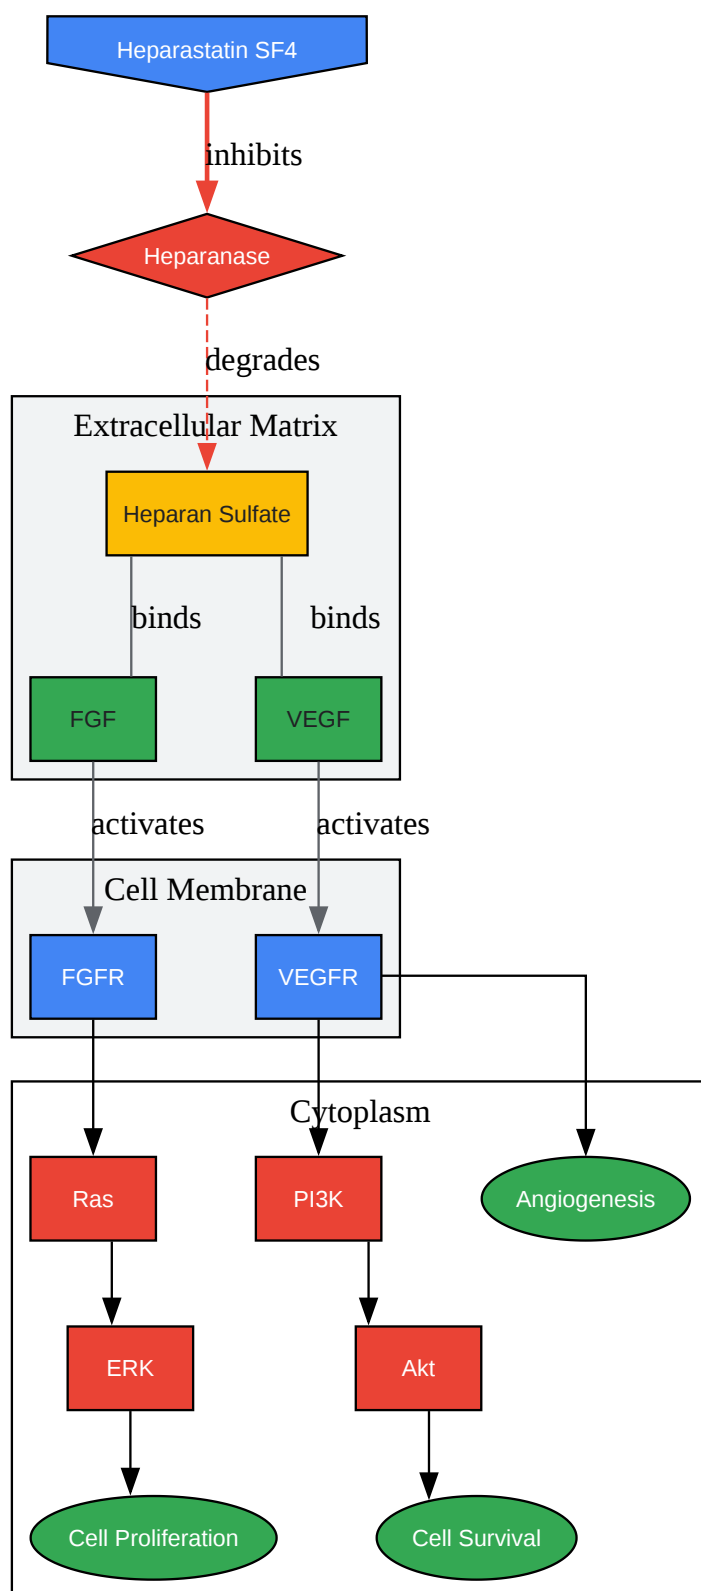 Heparastatin SF4
inhibits
Heparanase
degrades
Extracellular Matrix
Heparan Sulfate
binds
binds
FGF
VEGF
activates
activates
Cell Membrane
FGFR
VEGFR
Cytoplasm
Ras
PI3K
Angiogenesis
ERK
Akt
Cell Proliferation
Cell Survival